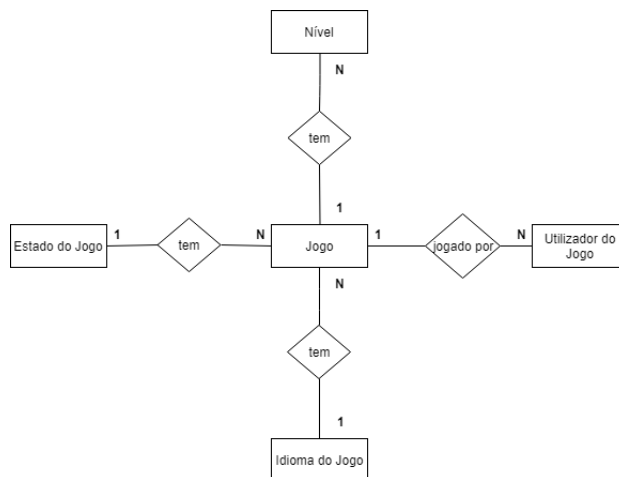 Nível
N
tem
1
Estado do Jogo
1
tem
N
Jogo
1
jogado por
N
Utilizador do
Jogo
N
tem
1
Idioma do Jogo